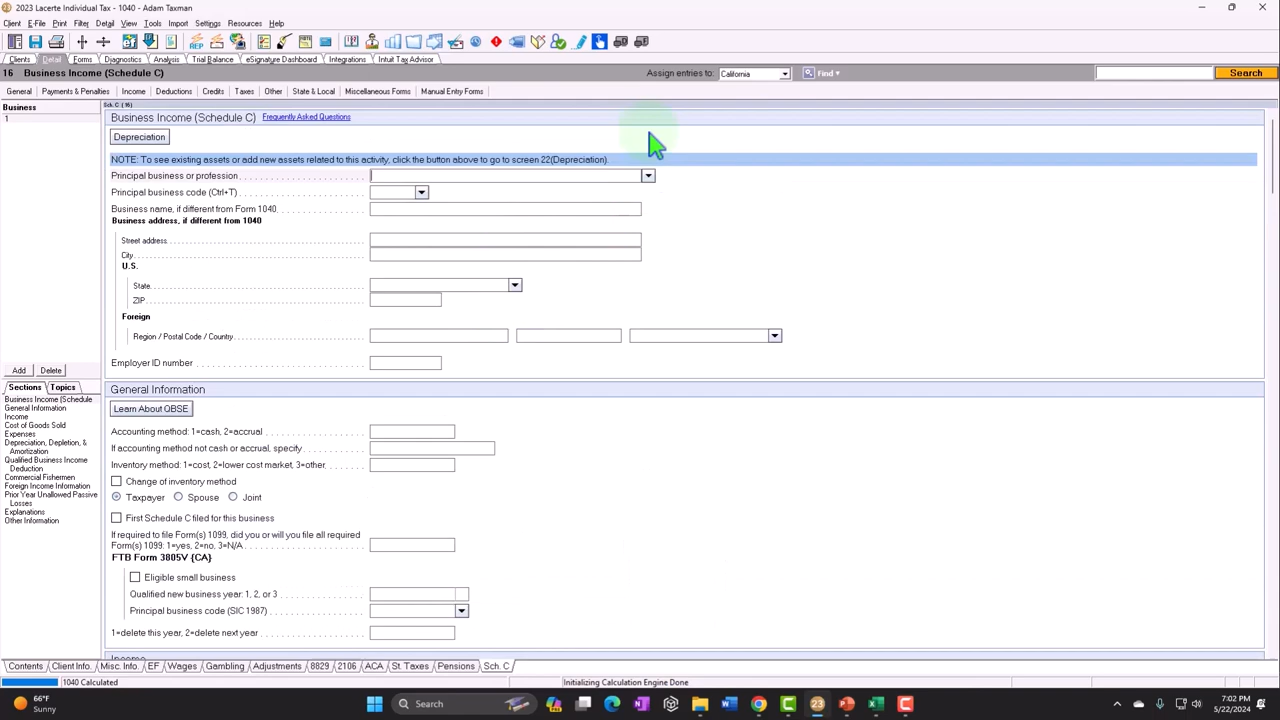 2023 Lacerte Individual Tax - 1040 - Adam Taxman
Client E-File Print Filter Detail View Tools Help Settings Resources Help
Clients Detail Forms Diagnostics Analysis Trial Balance eSignature Dashboard Integrations Intuit Tax Advisor
16 Business Income (Schedule C) Assign entries to: California Find Search
General Payments & Penalties Income Deductions Credits Taxes Other State & Local Miscellaneous Forms Manual Entry Forms
Business
1
Add Delete
Sections Topics
Business Income (Schedule
General Information
Income
Cost of Goods Sold
Expenses
Depreciation, Depletion, &
Amortization
Qualified Business Income
Deduction
Commercial Fishermen
Foreign Income Information
Prior Year Unallowed Passive
Losses
Explanations
Other Information
Sch. C (16)
Business Income (Schedule C) Frequently Asked Questions
Depreciation
NOTE: To see existing assets or add new assets related to this activity, click the button above to go to screen 22(Depreciation).
Principal business or profession
Principal business code (Ctrl+T)
Business name, if different from Form 1040
Business address, if different from 1040
Street address
City
U.S.
State
ZIP
Foreign
Region / Postal Code / Country
Employer ID number
General Information
Learn About QBSE
Accounting method: 1=cash, 2=accrual
If accounting method not cash or accrual, specify
Inventory method: 1=cost, 2=lower cost market, 3=other
Change of inventory method
Taxpayer Spouse Joint
First Schedule C filed for this business
If required to file Form(s) 1099, did you or will you file all required
Form(s) 1099: 1=yes, 2=no, 3=N/A
FTB Form 3805V {CA}
Eligible small business
Qualified new business year: 1, 2, or 3
Principal business code (SIC 1987)
1=delete this year, 2=delete next year
Income
Contents Client Info. Misc. Info. EF Wages Gambling Adjustments 8829 2106 ACA St. Taxes Pensions Sch. C
1040 Calculated Initializing Calculation Engine Done
66°F
Sunny
Search
23
7:02 PM
5/22/2024